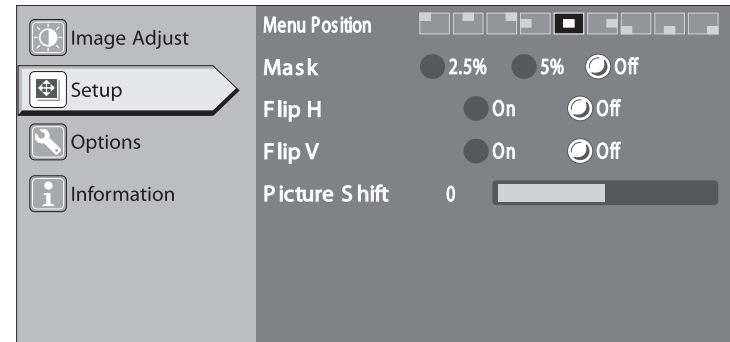 Image Adjust
Setup
Options
Information
Menu Position
Mask 2.5% 5% Off
Flip H On Off
Flip V On Off
Picture Shift 0